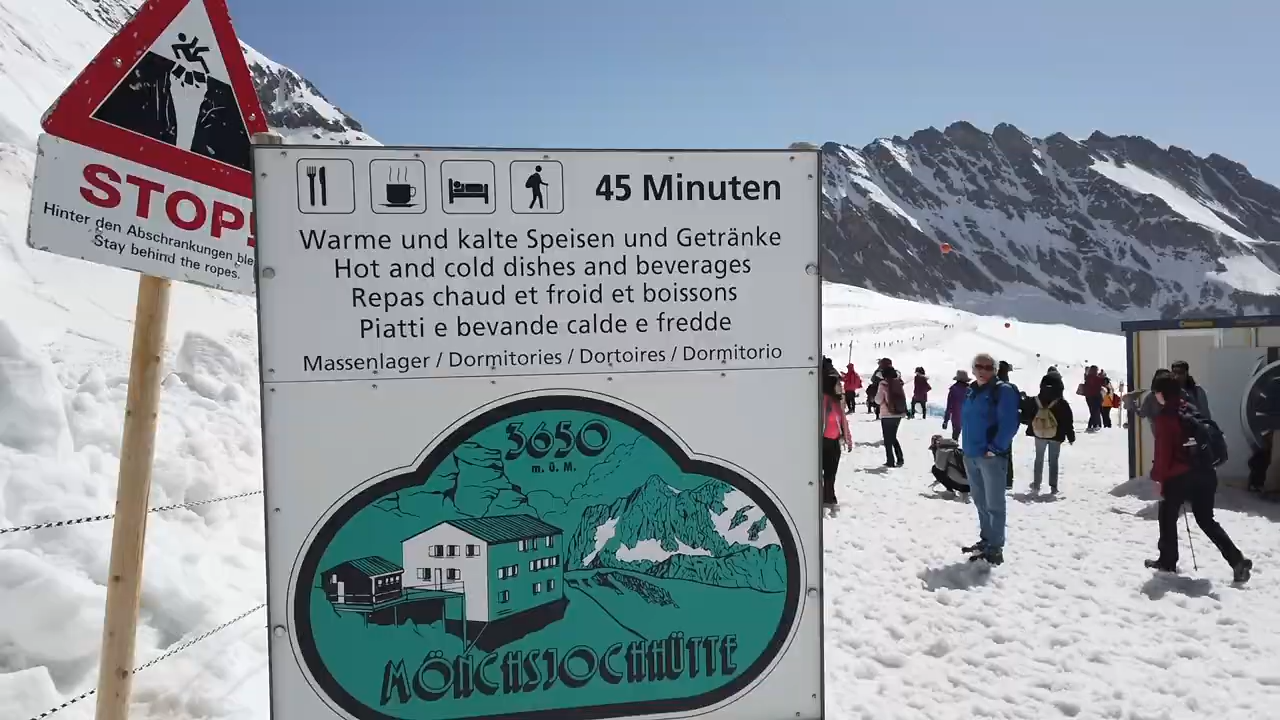 STOP!
Hinter den Abschrankungen
Stay behind the ropes.
45 Minuten
Warme und kalte Speisen und Getränke
Hot and cold dishes and beverages
Repas chaud et froid et boissons
Piatti e bevande calde e fredde
Massenlager / Dormitories / Dortoires / Dormitorio
3650
m. ü. M.
MÖNCHSJOCHHÜTTE